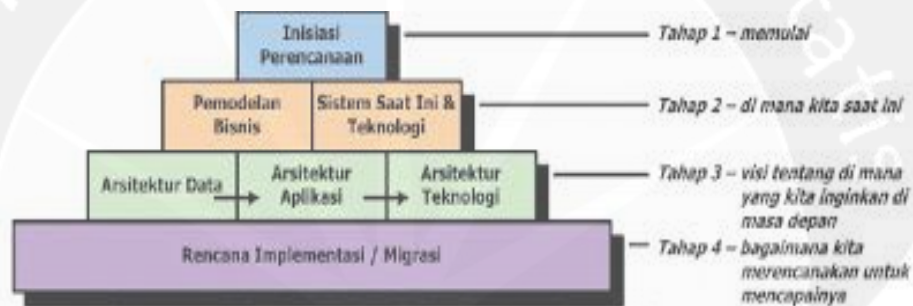 Inisiasi
Perencanaan
Tahap 1 – memulai
Pemodelan
Bisnis
Sistem Saat Ini &
Teknologi
Tahap 2 – di mana kita saat ini
Arsitektur Data
Arsitektur
Aplikasi
Arsitektur
Teknologi
Tahap 3 – visi tentang di mana
yang kita inginkan di
masa depan
Rencana Implementasi / Migrasi
Tahap 4 – bagaimana kita
merencanakan untuk
mencapainya